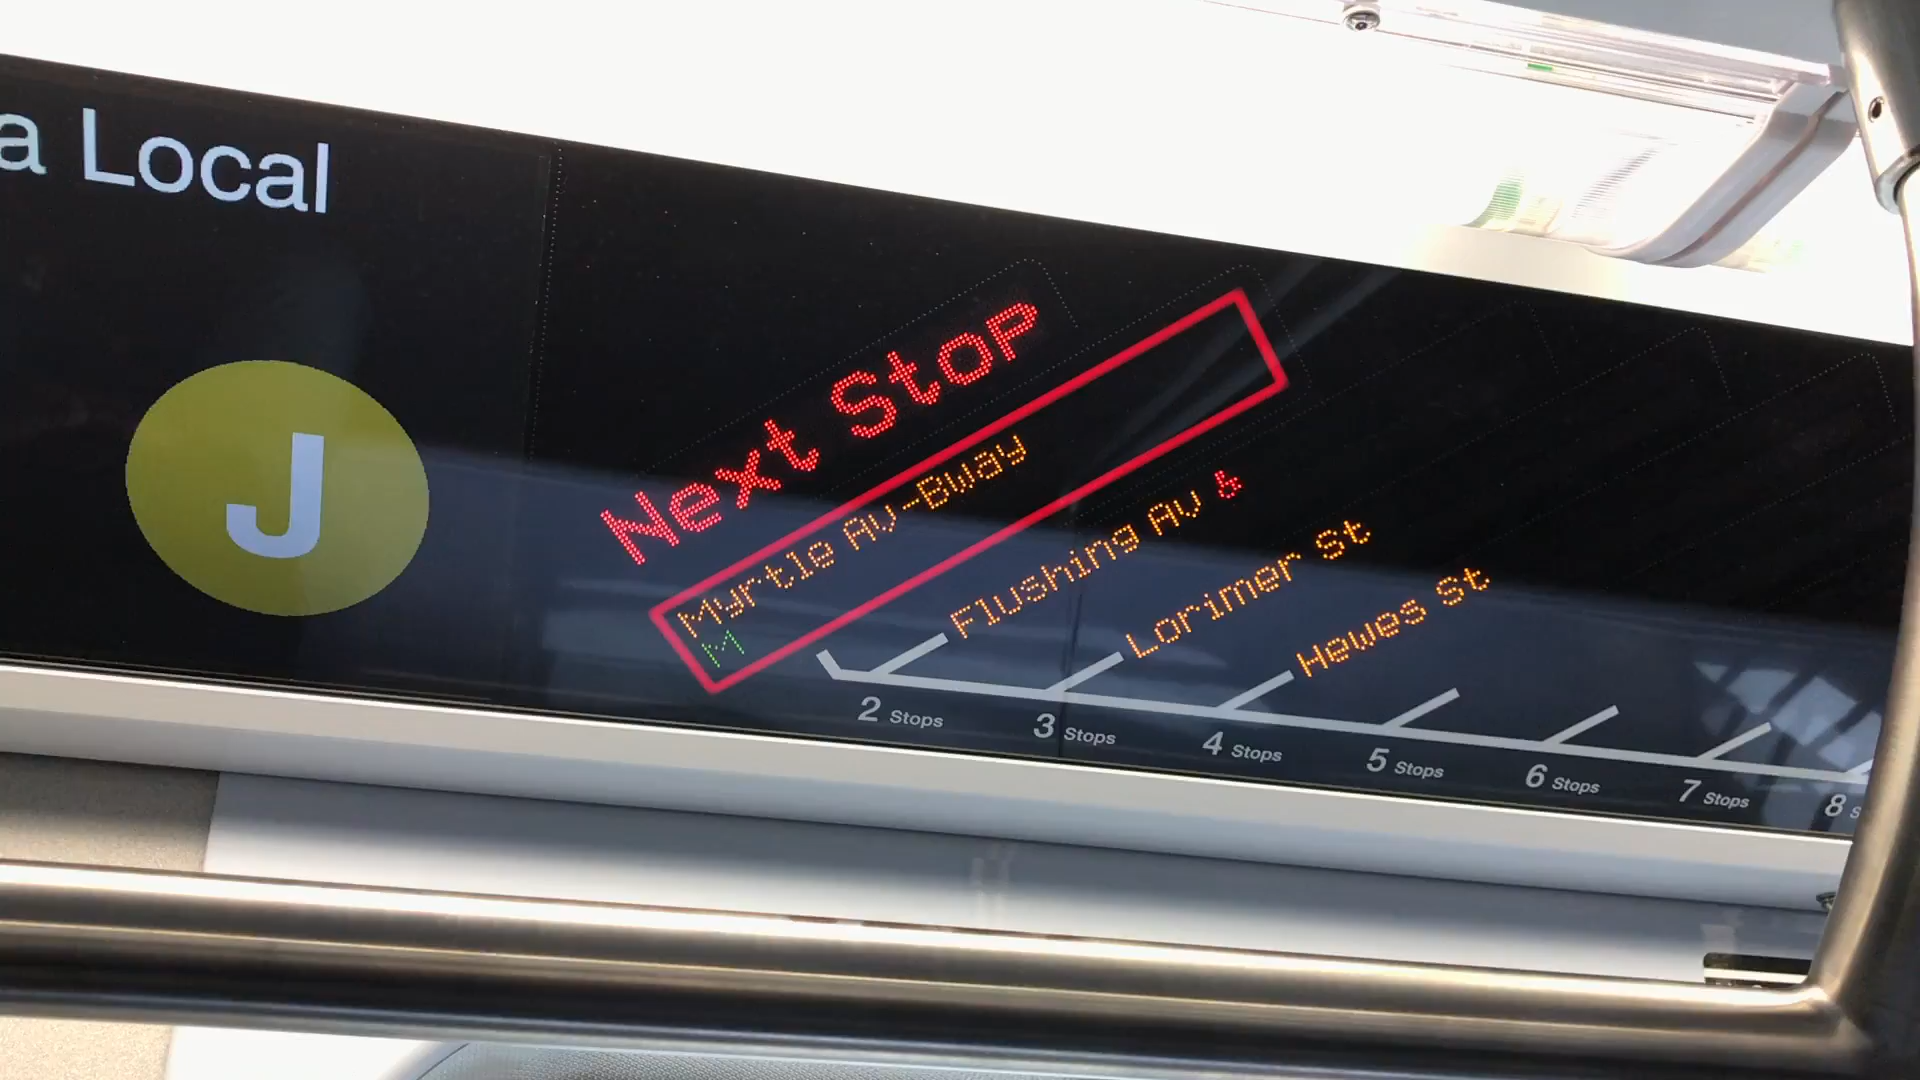 a Local
J
Next Stop
Myrtle Av-Bway
M
Flushing Av
Lorimer St
Hewes St
2 Stops
3 Stops
4 Stops
5 Stops
6 Stops
7 Stops
8 S